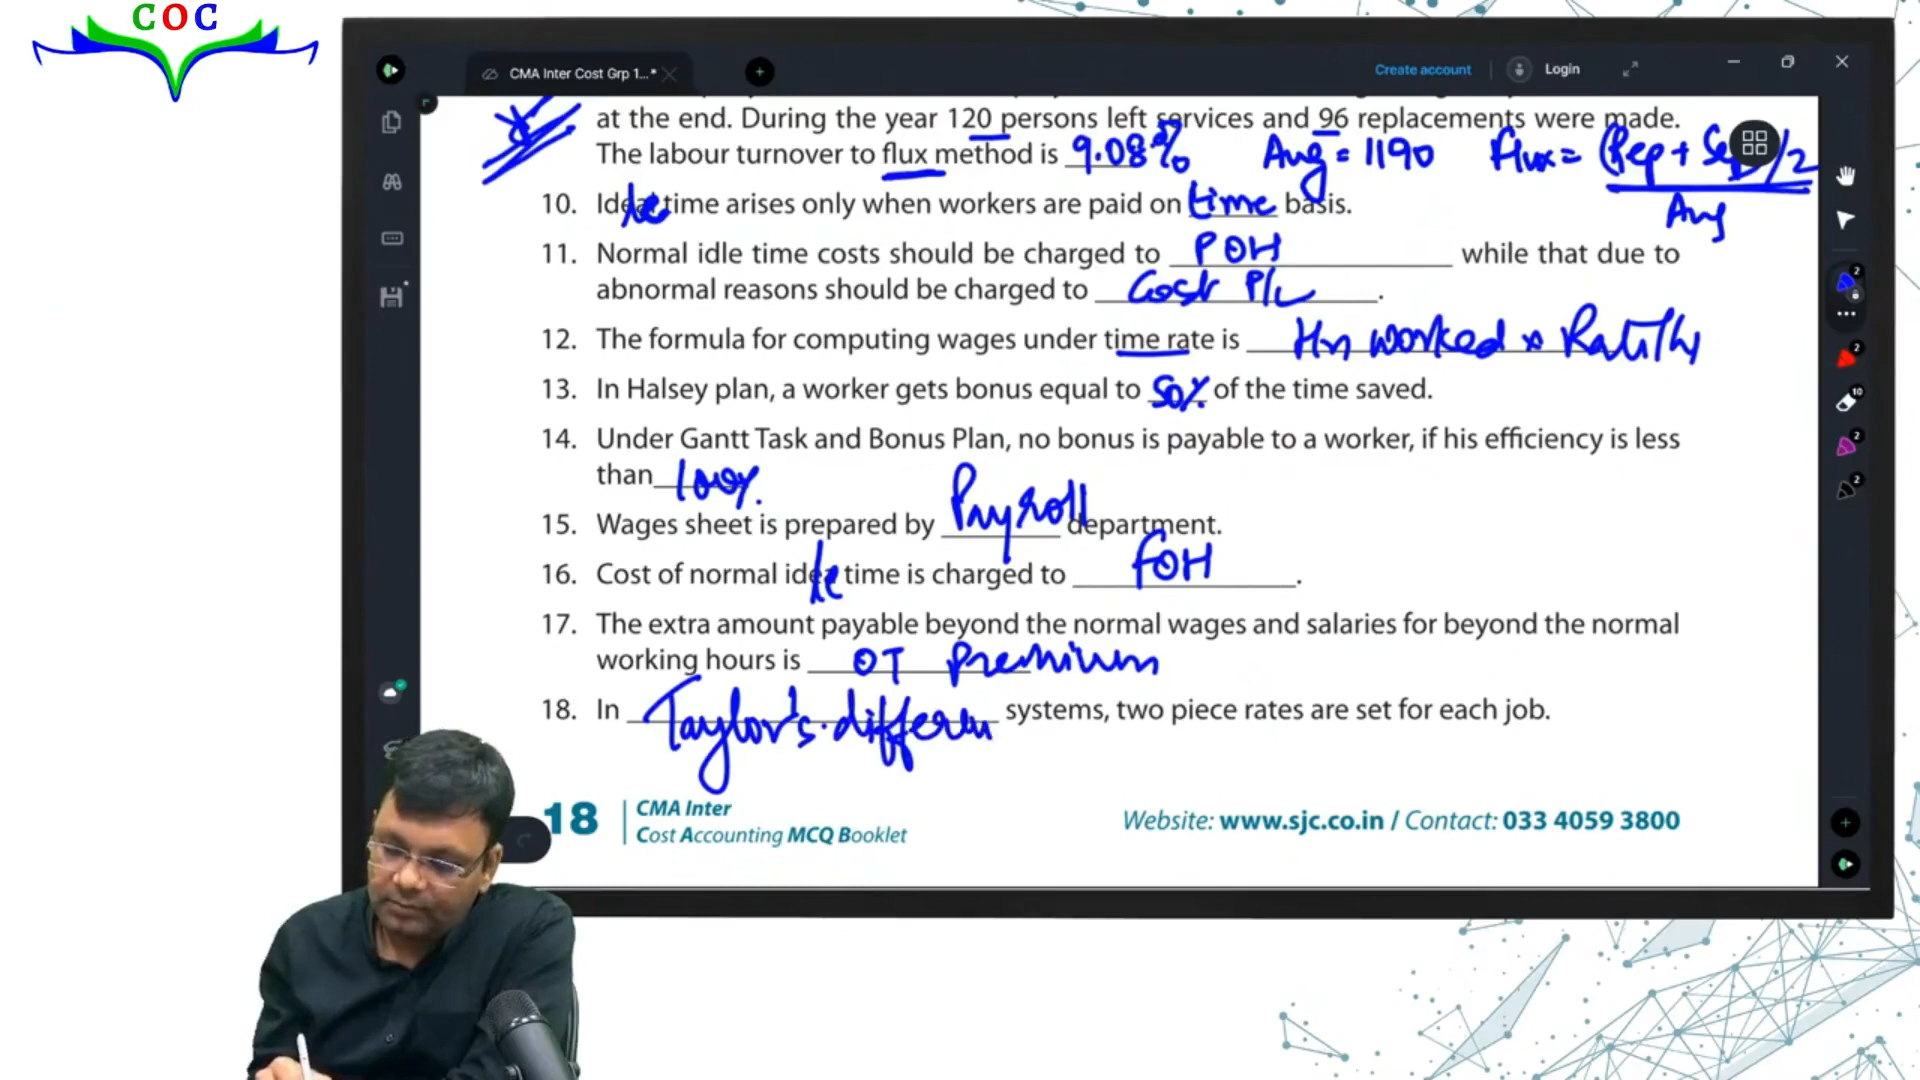 COC
CMA Inter Cost Grp 1...*
Create account
Login
at the end. During the year 120 persons left services and 96 replacements were made.
The labour turnover to flux method is 9.08% Avg = 1190 Flux = (Rep + Sep)/2
Avg
10. Ideal le time arises only when workers are paid on time basis.
11. Normal idle time costs should be charged to POH while that due to
abnormal reasons should be charged to Cost P/L.
12. The formula for computing wages under time rate is Hrs worked × Rate/Hr
13. In Halsey plan, a worker gets bonus equal to 50% of the time saved.
14. Under Gantt Task and Bonus Plan, no bonus is payable to a worker, if his efficiency is less
than 100%.
15. Wages sheet is prepared by Payroll department.
16. Cost of normal ideal le time is charged to FOH.
17. The extra amount payable beyond the normal wages and salaries for beyond the normal
working hours is OT Premium
18. In Taylor's differen systems, two piece rates are set for each job.
18
CMA Inter
Cost Accounting MCQ Booklet
Website: www.sjc.co.in / Contact: 033 4059 3800